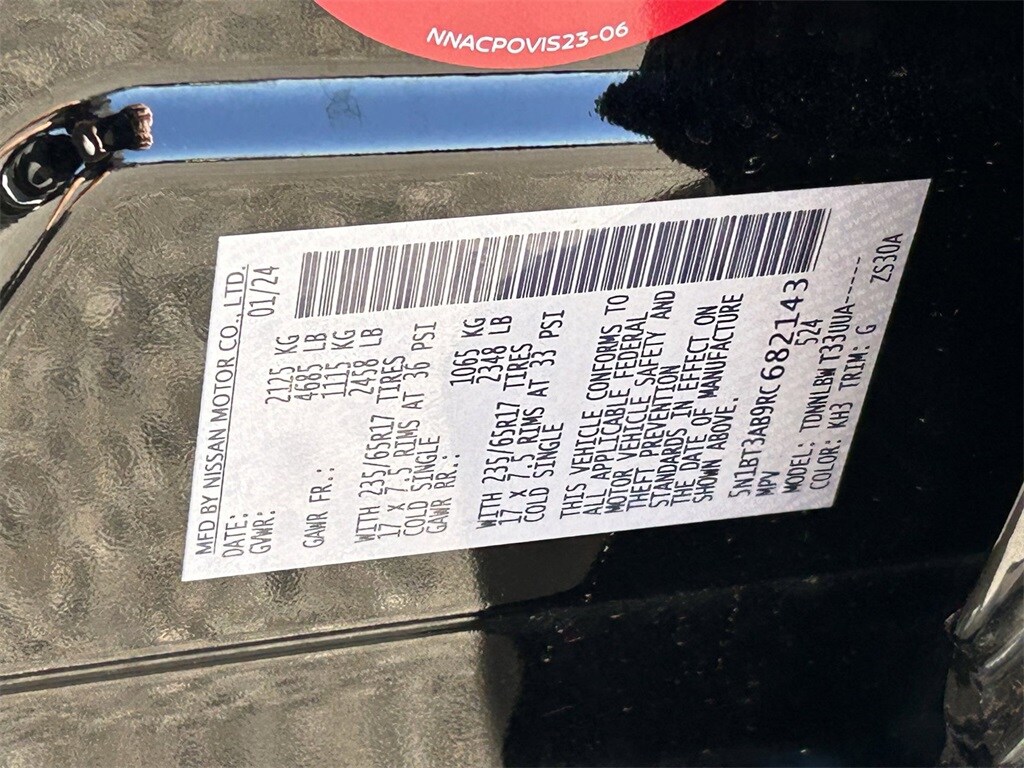 NNACPOVIS23-06
MFD BY NISSAN MOTOR CO., LTD.
DATE: 01/24
GVWR: 2125 KG
4685 LB
GAWR FR.: 1115 KG
2458 LB
WITH 235/65R17 TIRES
17 X 7.5 RIMS AT 36 PSI
COLD SINGLE
GAWR RR.: 1065 KG
2348 LB
WITH 235/65R17 TIRES
17 X 7.5 RIMS AT 33 PSI
COLD SINGLE
THIS VEHICLE CONFORMS TO
ALL APPLICABLE FEDERAL
MOTOR VEHICLE SAFETY AND
THEFT PREVENTION
STANDARDS IN EFFECT ON
THE DATE OF MANUFACTURE
SHOWN ABOVE.
5N1BT3AB9RC682143
MPV 524
MODEL: TDNNLBWT33UUA------
COLOR: KH3 TRIM: G ZS30A